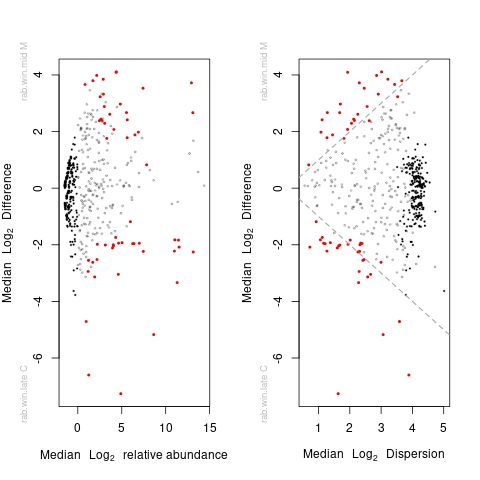 rab.win.mid M
rab.win.late C
Median Log2 Difference
4
2
0
-2
-4
-6
0 5 10 15
Median Log2 relative abundance
rab.win.mid M
rab.win.late C
Median Log2 Difference
4
2
0
-2
-4
-6
1 2 3 4 5
Median Log2 Dispersion